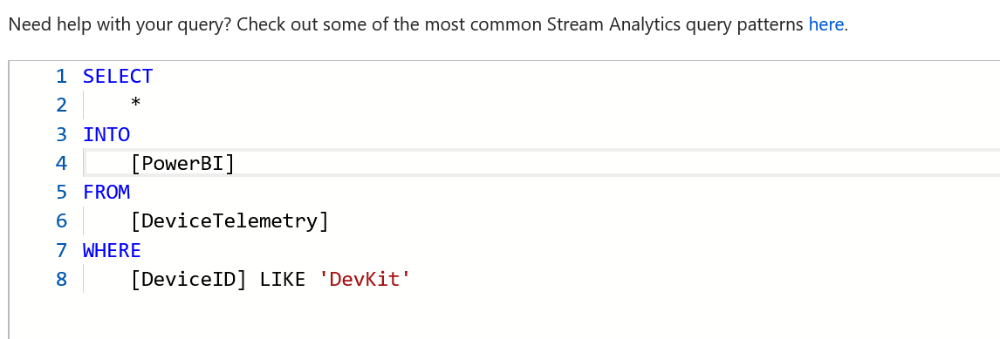 Need help with your query? Check out some of the most common Stream Analytics query patterns here.
1 SELECT
2 *
3 INTO
4 [PowerBI]
5 FROM
6 [DeviceTelemetry]
7 WHERE
8 [DeviceID] LIKE 'DevKit'